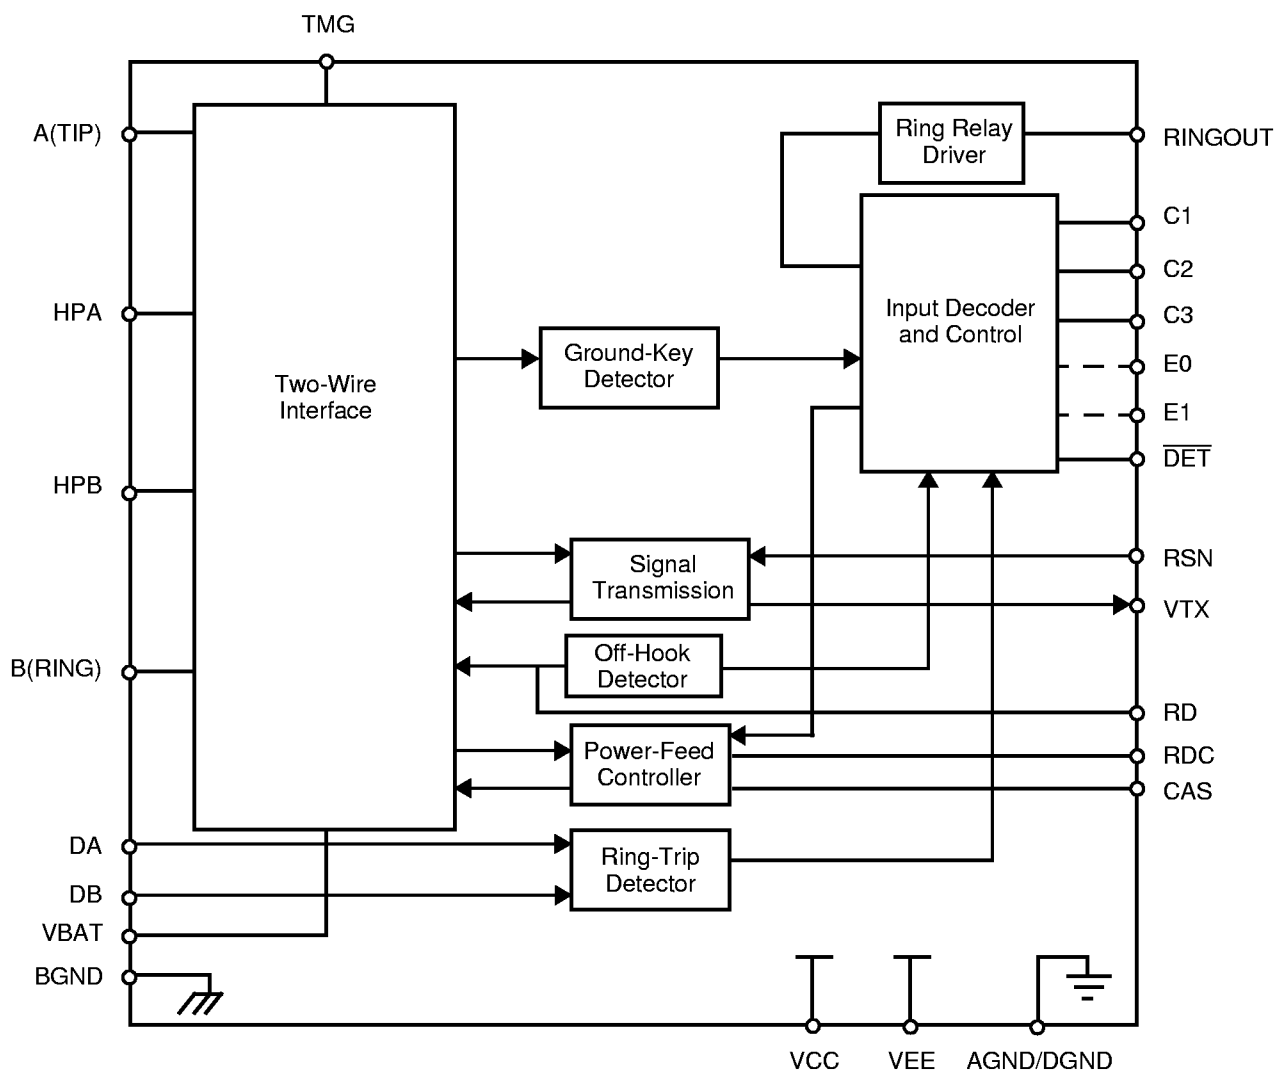 TMG
A(TIP)
HPA
HPB
B(RING)
DA
DB
VBAT
BGND
Two-Wire
Interface
Ground-Key
Detector
Signal
Transmission
Off-Hook
Detector
Power-Feed
Controller
Ring-Trip
Detector
Ring Relay
Driver
Input Decoder
and Control
RINGOUT
C1
C2
C3
E0
E1
D̅E̅T̅
RSN
VTX
RD
RDC
CAS
VCC
VEE
AGND/DGND